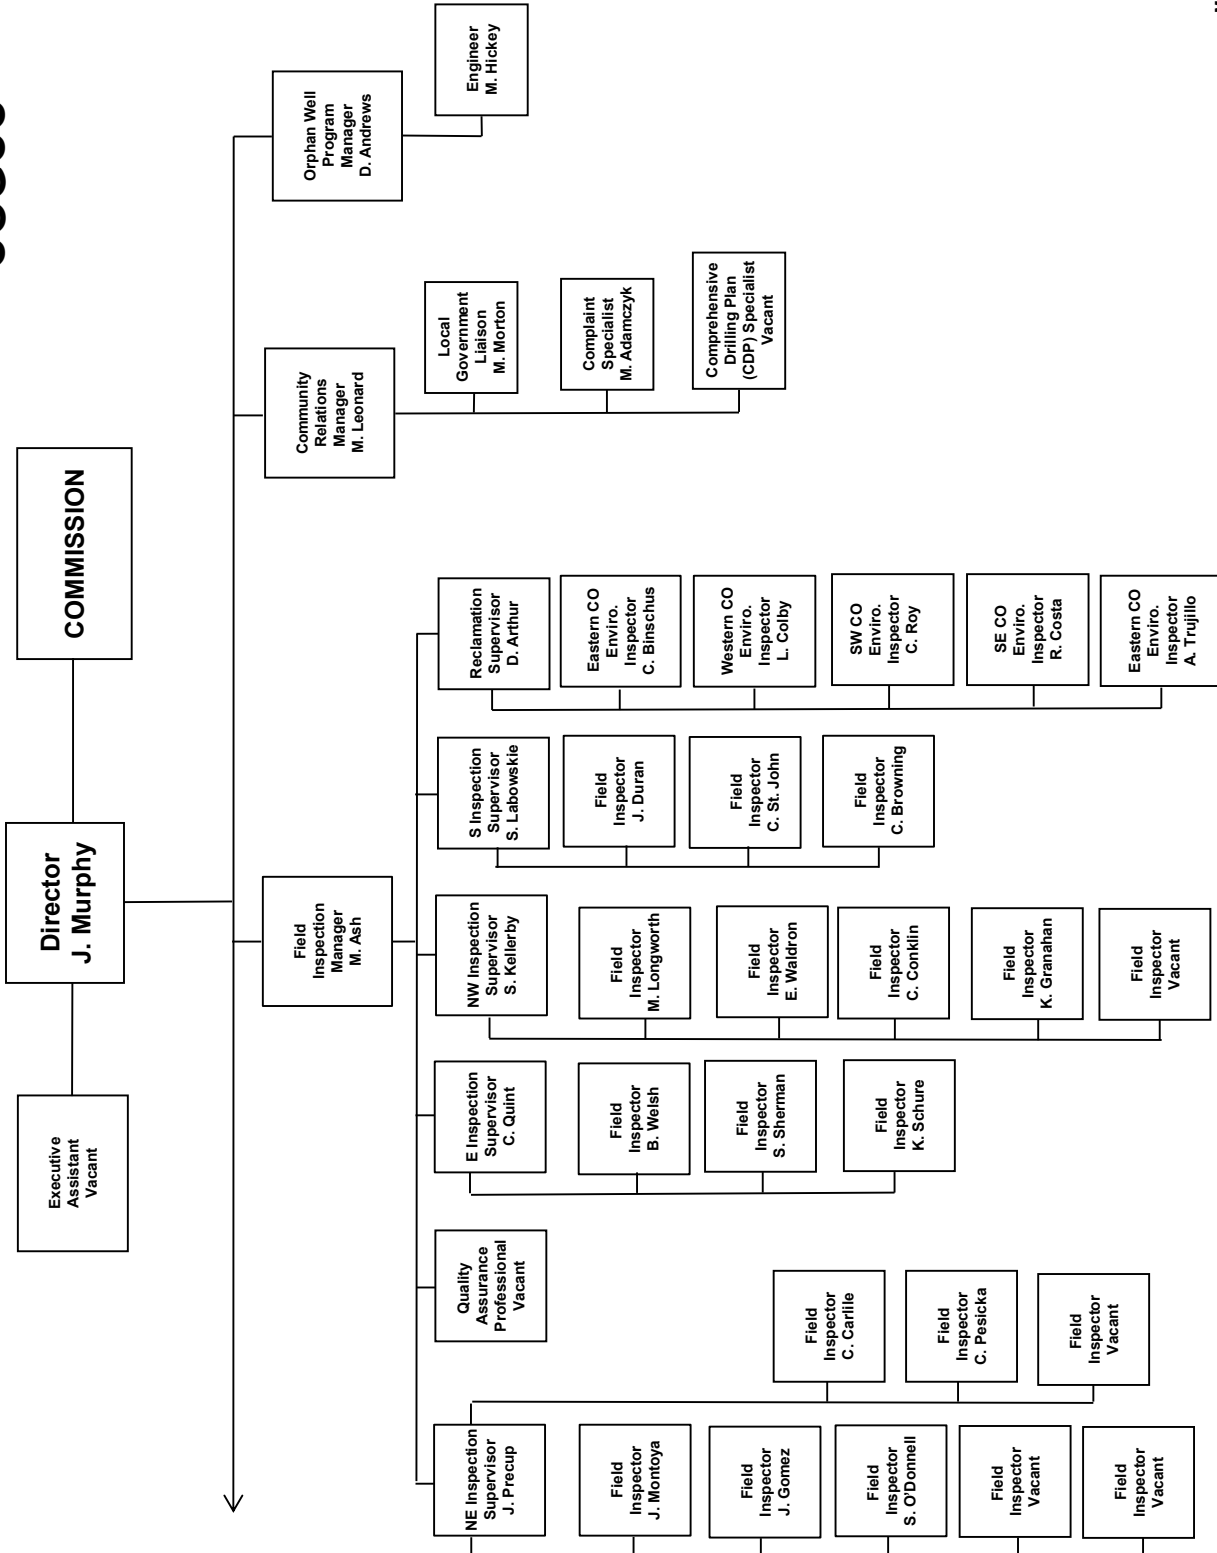 COMMISSION
Director
J. Murphy
Executive
Assistant
Vacant
Field
Inspection
Manager
M. Ash
Community
Relations
Manager
M. Leonard
Orphan Well
Program
Manager
D. Andrews
NE Inspection
Supervisor
J. Precup
Field
Inspector
J. Montoya
Field
Inspector
J. Gomez
Field
Inspector
S. O'Donnell
Field
Inspector
Vacant
Field
Inspector
Vacant
Field
Inspector
C. Carlile
Field
Inspector
C. Pesicka
Field
Inspector
Vacant
Quality
Assurance
Professional
Vacant
E Inspection
Supervisor
C. Quint
Field
Inspector
B. Welsh
Field
Inspector
S. Sherman
Field
Inspector
K. Schure
NW Inspection
Supervisor
S. Kellerby
Field
Inspector
M. Longworth
Field
Inspector
E. Waldron
Field
Inspector
C. Conklin
Field
Inspector
K. Granahan
Field
Inspector
Vacant
S Inspection
Supervisor
S. Labowskie
Field
Inspector
J. Duran
Field
Inspector
C. St. John
Field
Inspector
C. Browning
Reclamation
Supervisor
D. Arthur
Eastern CO
Enviro.
Inspector
C. Binschus
Western CO
Enviro.
Inspector
L. Colby
SW CO
Enviro.
Inspector
C. Roy
SE CO
Enviro.
Inspector
R. Costa
Eastern CO
Enviro.
Inspector
A. Trujillo
Local
Government
Liaison
M. Morton
Complaint
Specialist
M. Adamczyk
Comprehensive
Drilling Plan
(CDP) Specialist
Vacant
Engineer
M. Hickey